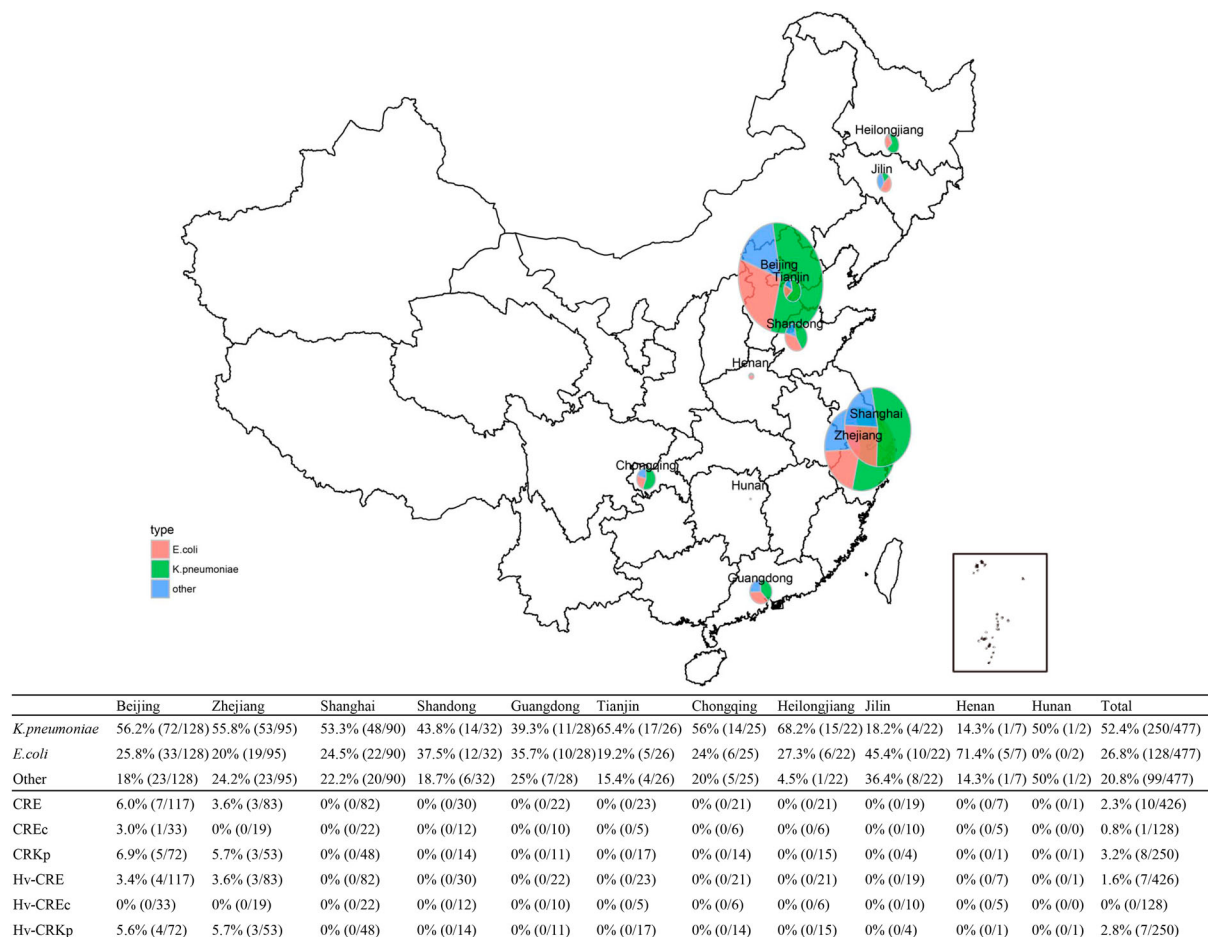 Heilongjiang
Jilin
Beijing
Tianjin
Shandong
Henan
Shanghai
Zhejiang
Chongqing
Hunan
Guangdong
type
E.coli
K.pneumoniae
other
Beijing Zhejiang Shanghai Shandong Guangdong Tianjin Chongqing Heilongjiang Jilin Henan Hunan Total
K.pneumoniae 56.2% (72/128) 55.8% (53/95) 53.3% (48/90) 43.8% (14/32) 39.3% (11/28) 65.4% (17/26) 56% (14/25) 68.2% (15/22) 18.2% (4/22) 14.3% (1/7) 50% (1/2) 52.4% (250/477)
E.coli 25.8% (33/128) 20% (19/95) 24.5% (22/90) 37.5% (12/32) 35.7% (10/28) 19.2% (5/26) 24% (6/25) 27.3% (6/22) 45.4% (10/22) 71.4% (5/7) 0% (0/2) 26.8% (128/477)
Other 18% (23/128) 24.2% (23/95) 22.2% (20/90) 18.7% (6/32) 25% (7/28) 15.4% (4/26) 20% (5/25) 4.5% (1/22) 36.4% (8/22) 14.3% (1/7) 50% (1/2) 20.8% (99/477)
CRE 6.0% (7/117) 3.6% (3/83) 0% (0/82) 0% (0/30) 0% (0/22) 0% (0/23) 0% (0/21) 0% (0/21) 0% (0/19) 0% (0/7) 0% (0/1) 2.3% (10/426)
CREc 3.0% (1/33) 0% (0/19) 0% (0/22) 0% (0/12) 0% (0/10) 0% (0/5) 0% (0/6) 0% (0/6) 0% (0/10) 0% (0/5) 0% (0/0) 0.8% (1/128)
CRKp 6.9% (5/72) 5.7% (3/53) 0% (0/48) 0% (0/14) 0% (0/11) 0% (0/17) 0% (0/14) 0% (0/15) 0% (0/4) 0% (0/1) 0% (0/1) 3.2% (8/250)
Hv-CRE 3.4% (4/117) 3.6% (3/83) 0% (0/82) 0% (0/30) 0% (0/22) 0% (0/23) 0% (0/21) 0% (0/21) 0% (0/19) 0% (0/7) 0% (0/1) 1.6% (7/426)
Hv-CREc 0% (0/33) 0% (0/19) 0% (0/22) 0% (0/12) 0% (0/10) 0% (0/5) 0% (0/6) 0% (0/6) 0% (0/10) 0% (0/5) 0% (0/0) 0% (0/128)
Hv-CRKp 5.6% (4/72) 5.7% (3/53) 0% (0/48) 0% (0/14) 0% (0/11) 0% (0/17) 0% (0/14) 0% (0/15) 0% (0/4) 0% (0/1) 0% (0/1) 2.8% (7/250)